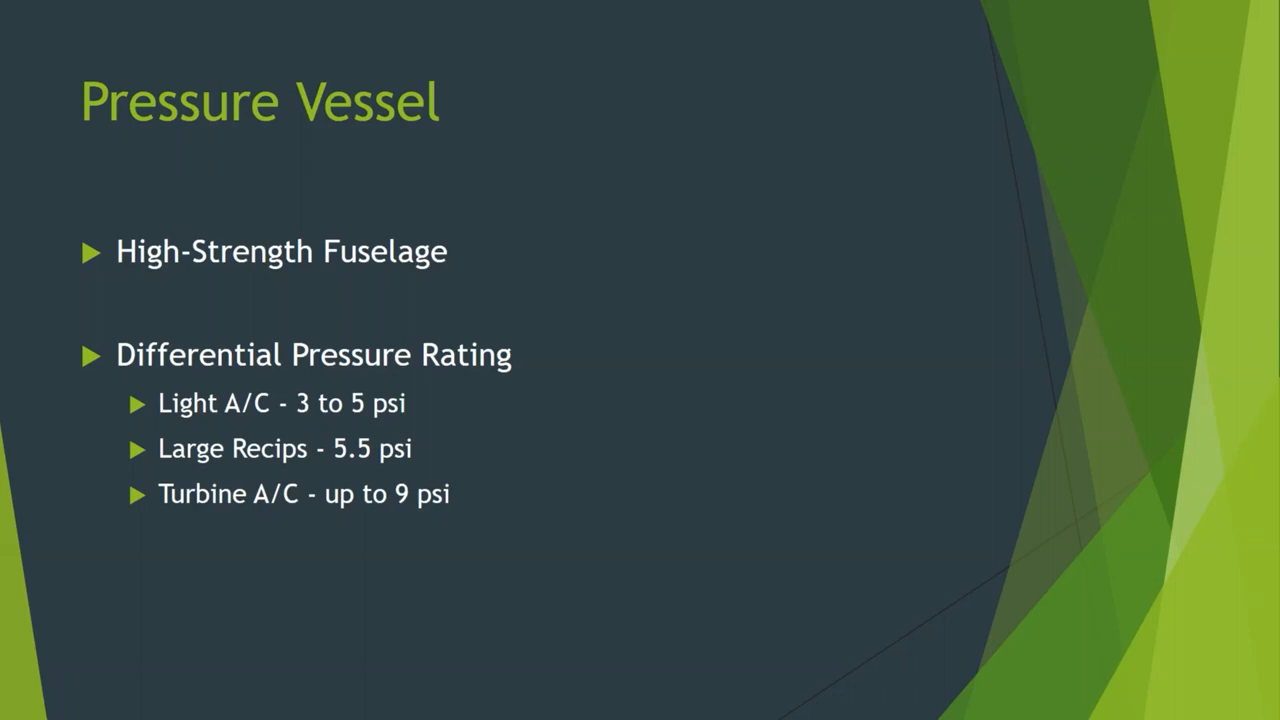 Pressure Vessel
High-Strength Fuselage
Differential Pressure Rating
Light A/C - 3 to 5 psi
Large Recips - 5.5 psi
Turbine A/C - up to 9 psi